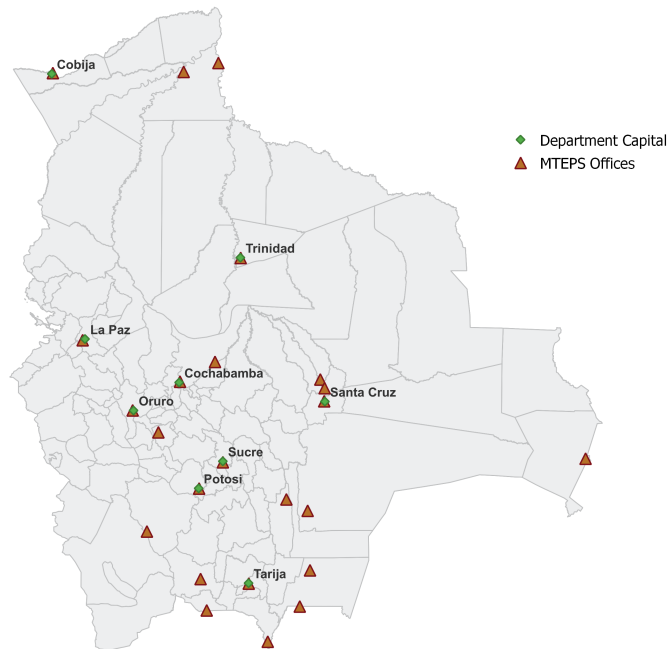 Cobija
Department Capital
MTEPS Offices
Trinidad
La Paz
Cochabamba
Santa Cruz
Oruro
Sucre
Potosi
Tarija